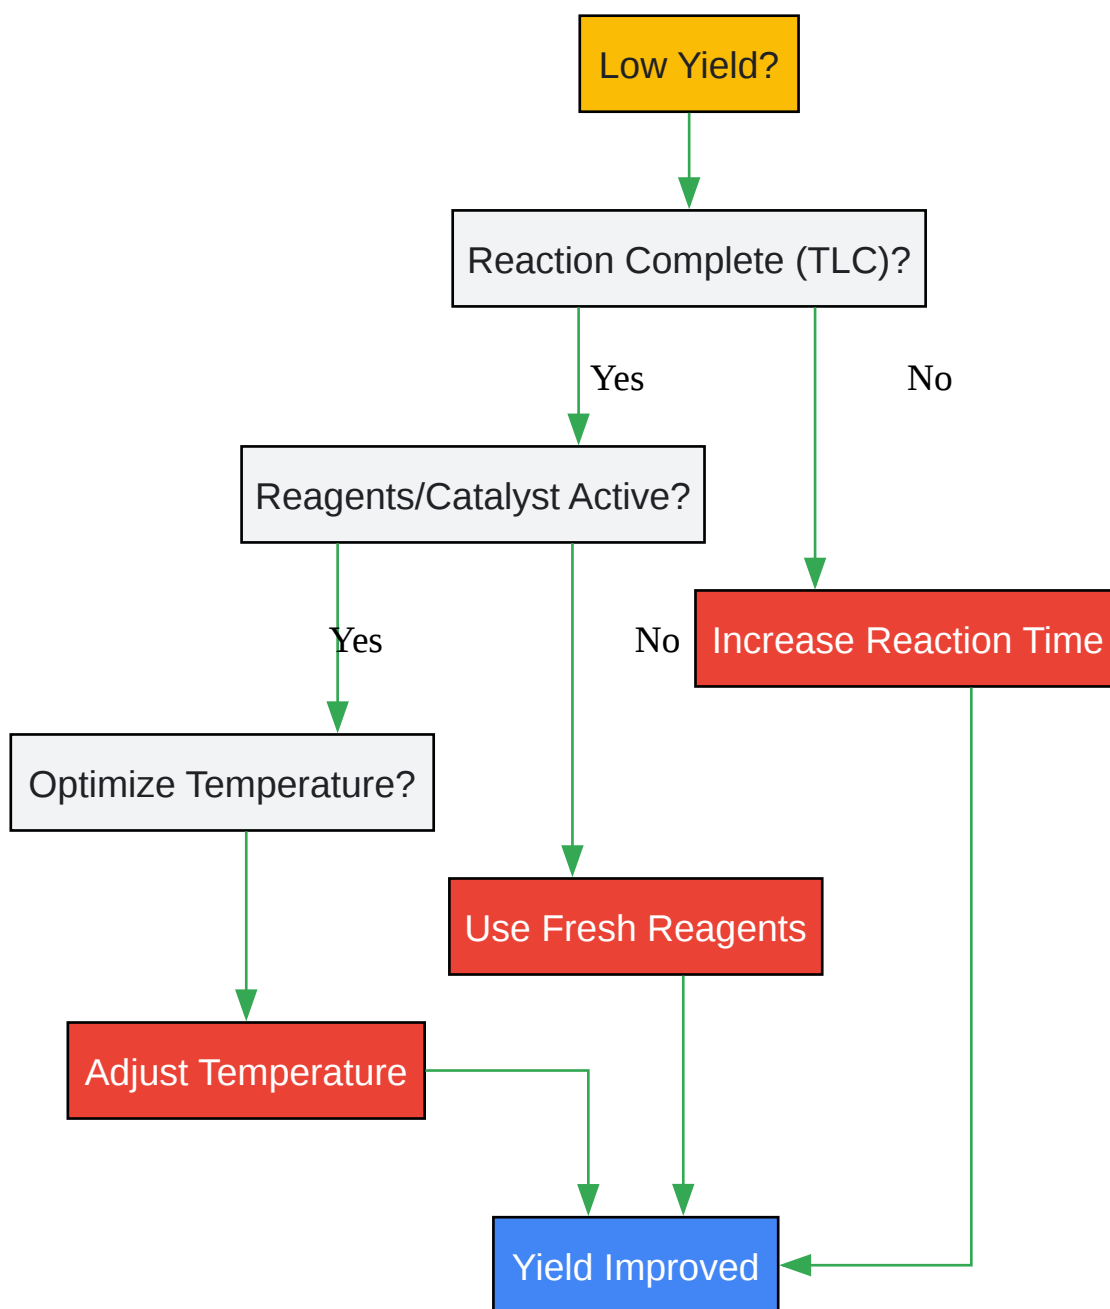 Low Yield?
Reaction Complete (TLC)?
Yes
No
Reagents/Catalyst Active?
Yes
No
Increase Reaction Time
Optimize Temperature?
Use Fresh Reagents
Adjust Temperature
Yield Improved